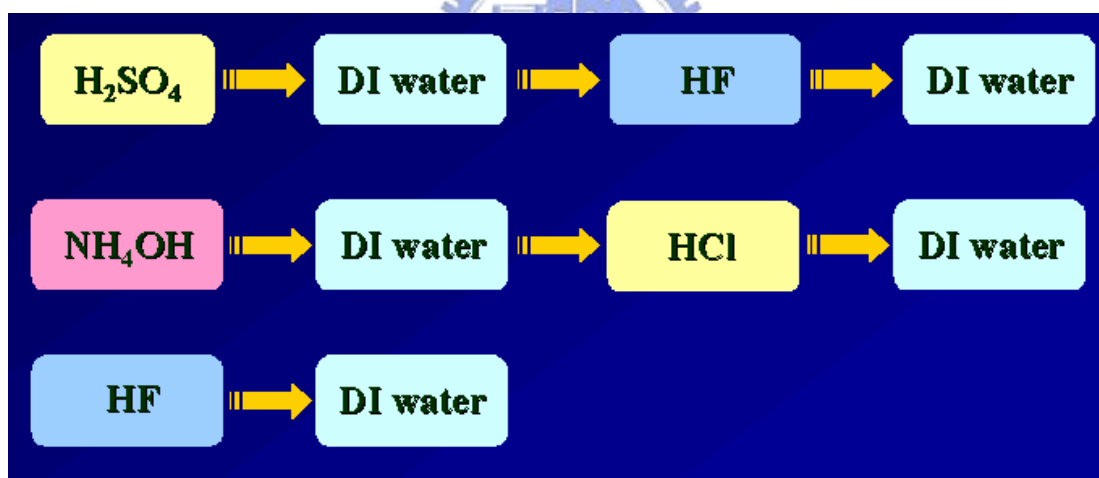 H₂SO₄ DI water HF DI water
NH₄OH DI water HCl DI water
HF DI water